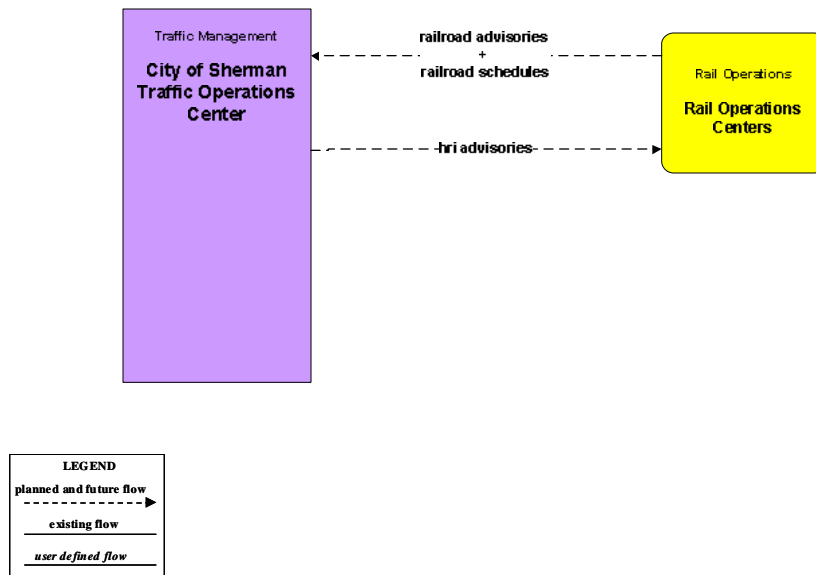 Traffic Management
City of Sherman
Traffic Operations
Center
railroad advisories
+
railroad schedules
hri advisories
Rail Operations
Rail Operations
Centers
LEGEND
planned and future flow
existing flow
user defined flow